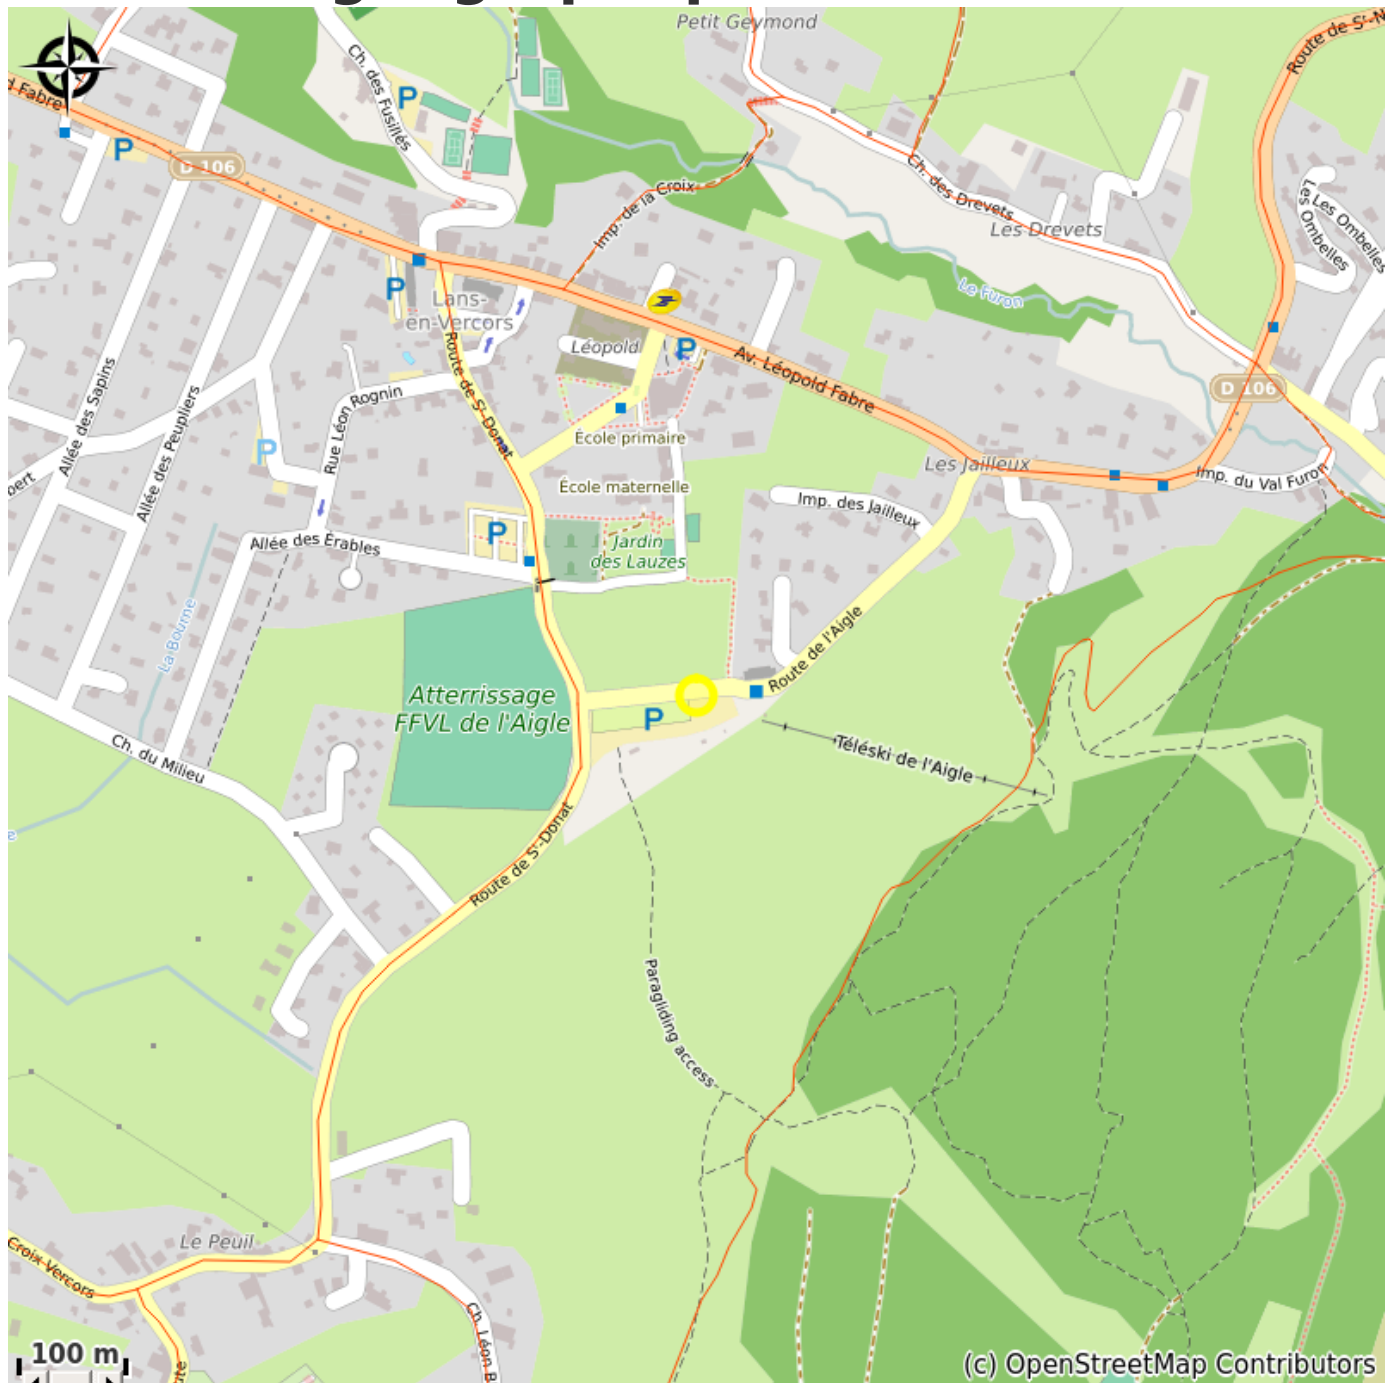 Petit Geymond
Route de St-N
Ch. des Fusillés
d Fabre
P
P
D 106
Imp. de la Croix
Ch. des Drevets
Les Drevets
Les Ombelles
Les Ombelles
P
Lans-
en-Vercors
Le Furon
Léopold
P
Av. Léopold Fabre
D 106
Route de St-Donat
Rue Léon Rognin
Allée des Sapins
Allée des Peupliers
P
École primaire
Les Jailleux
Imp. du Val Furon
bert
École maternelle
Imp. des Jailleux
P
Allée des Érables
Jardin
des Lauzes
La Bourne
Route de l'Aigle
Atterrissage
FFVL de l'Aigle
P
Téléski de l'Aigle
Ch. du Milieu
Route de St-Donat
e
Paragliding access
Le Peuil
Croix Vercors
Ch. Léon B
ute
100 m
(c) OpenStreetMap Contributors